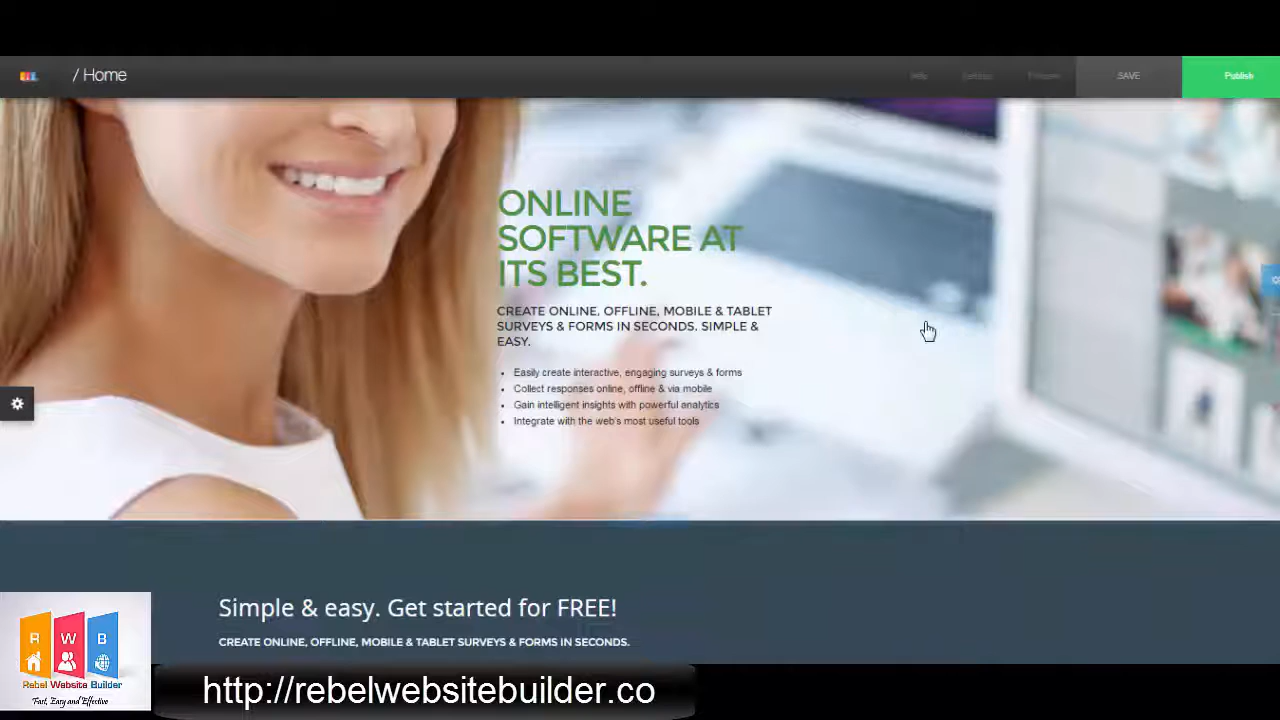 / Home
Help
SAVE
Publish
ONLINE
SOFTWARE AT
ITS BEST.
CREATE ONLINE, OFFLINE, MOBILE & TABLET
SURVEYS & FORMS IN SECONDS. SIMPLE &
EASY.
Easily create interactive, engaging surveys & forms
Collect responses online, offline & via mobile
Gain intelligent insights with powerful analytics
Integrate with the web's most useful tools
Simple & easy. Get started for FREE!
CREATE ONLINE, OFFLINE, MOBILE & TABLET SURVEYS & FORMS IN SECONDS.
R W B
Rebel Website Builder
Fast, Easy and Effective
http://rebelwebsitebuilder.co